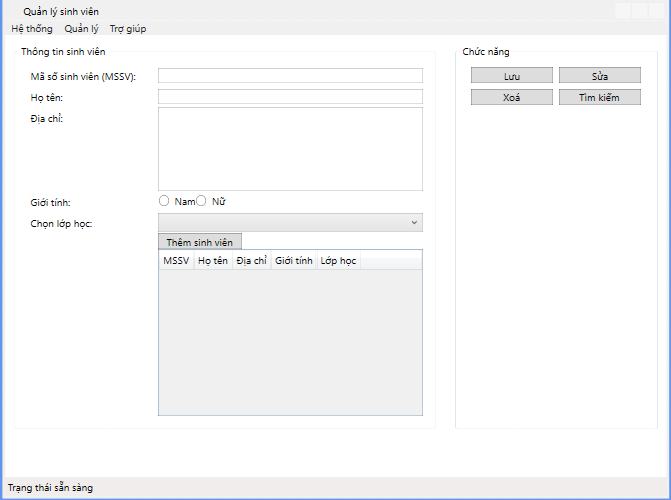 Quản lý sinh viên
Hệ thống Quản lý Trợ giúp
Thông tin sinh viên
Mã số sinh viên (MSSV):
Họ tên:
Địa chỉ:
Giới tính:
Nam Nữ
Chọn lớp học:
Thêm sinh viên
MSSV Họ tên Địa chỉ Giới tính Lớp học
Chức năng
Lưu Sửa
Xoá Tìm kiếm
Trạng thái sẵn sàng